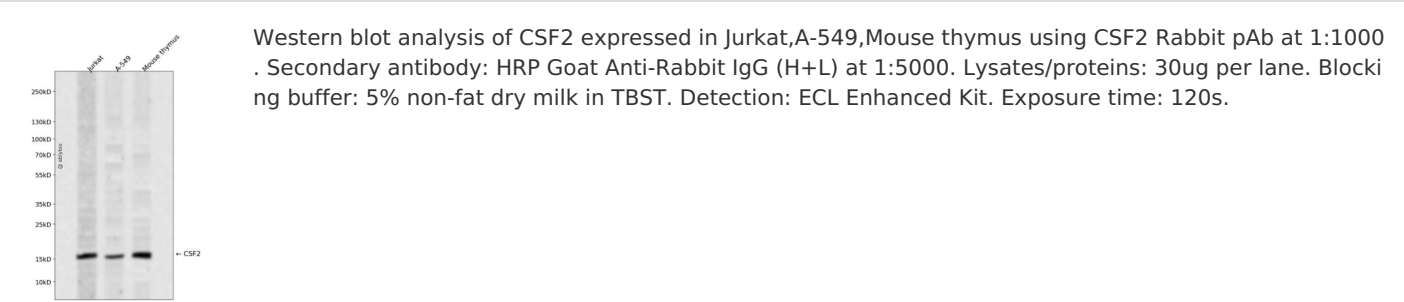 Jurkat
A-549
Mouse thymus
Western blot analysis of CSF2 expressed in Jurkat,A-549,Mouse thymus using CSF2 Rabbit pAb at 1:1000
. Secondary antibody: HRP Goat Anti-Rabbit IgG (H+L) at 1:5000. Lysates/proteins: 30ug per lane. Blocki
ng buffer: 5% non-fat dry milk in TBST. Detection: ECL Enhanced Kit. Exposure time: 120s.
250kD
130kD
100kD
70kD
55kD
35kD
25kD
15kD
10kD
← CSF2